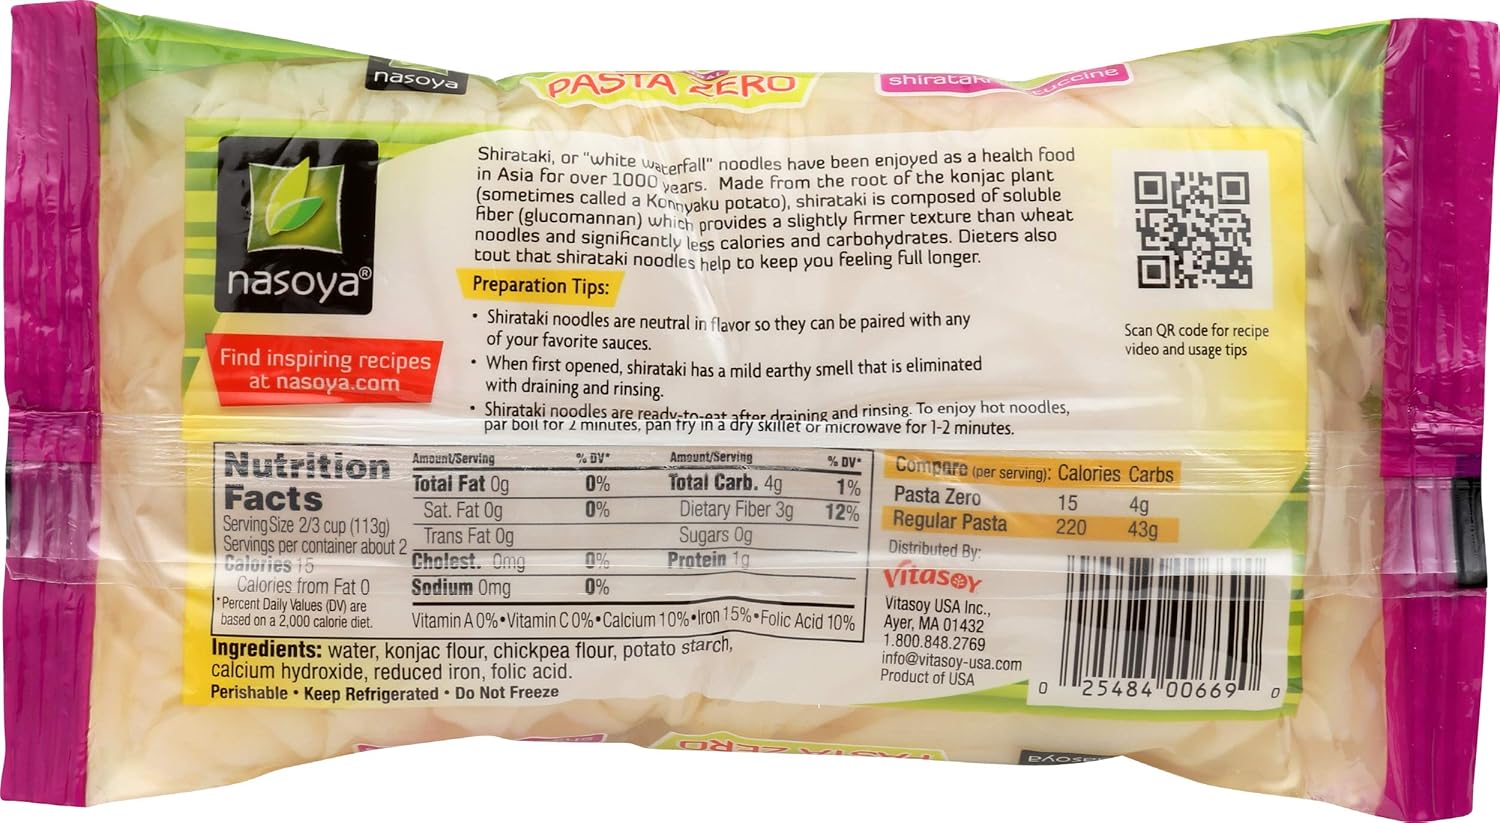 nasoya
PASTA ZERO
shirataki
nasoya®
Find inspiring recipes
at nasoya.com
Shirataki, or "white waterfall" noodles have been enjoyed as a health food
in Asia for over 1000 years. Made from the root of the konjac plant
(sometimes called a Konnyaku potato), shirataki is composed of soluble
fiber (glucomannan) which provides a slightly firmer texture than wheat
noodles and significantly less calories and carbohydrates. Dieters also
tout that shirataki noodles help to keep you feeling full longer.
Preparation Tips:
• Shirataki noodles are neutral in flavor so they can be paired with any
of your favorite sauces.
• When first opened, shirataki has a mild earthy smell that is eliminated
with draining and rinsing.
• Shirataki noodles are ready-to-eat after draining and rinsing. To enjoy hot noodles,
par boil for 2 minutes, pan fry in a dry skillet or microwave for 1-2 minutes.
Scan QR code for recipe
video and usage tips
Nutrition
Facts
Serving Size 2/3 cup (113g)
Servings per container about 2
Calories 15
Calories from Fat 0
*Percent Daily Values (DV) are
based on a 2,000 calorie diet.
Amount/Serving % DV*
Total Fat 0g 0%
Sat. Fat 0g 0%
Trans Fat 0g
Cholest. 0mg 0%
Sodium 0mg 0%
Amount/Serving % DV*
Total Carb. 4g 1%
Dietary Fiber 3g 12%
Sugars 0g
Protein 1g
Vitamin A 0% • Vitamin C 0% • Calcium 10% • Iron 15% • Folic Acid 10%
Ingredients: water, konjac flour, chickpea flour, potato starch,
calcium hydroxide, reduced iron, folic acid.
Perishable • Keep Refrigerated • Do Not Freeze
Compare (per serving): Calories Carbs
Pasta Zero 15 4g
Regular Pasta 220 43g
Distributed By:
Vitasoy
Vitasoy USA Inc.,
Ayer, MA 01432
1.800.848.2769
info@vitasoy-usa.com
Product of USA
0 25484 00669 0
PASTA ZERO
nasoya